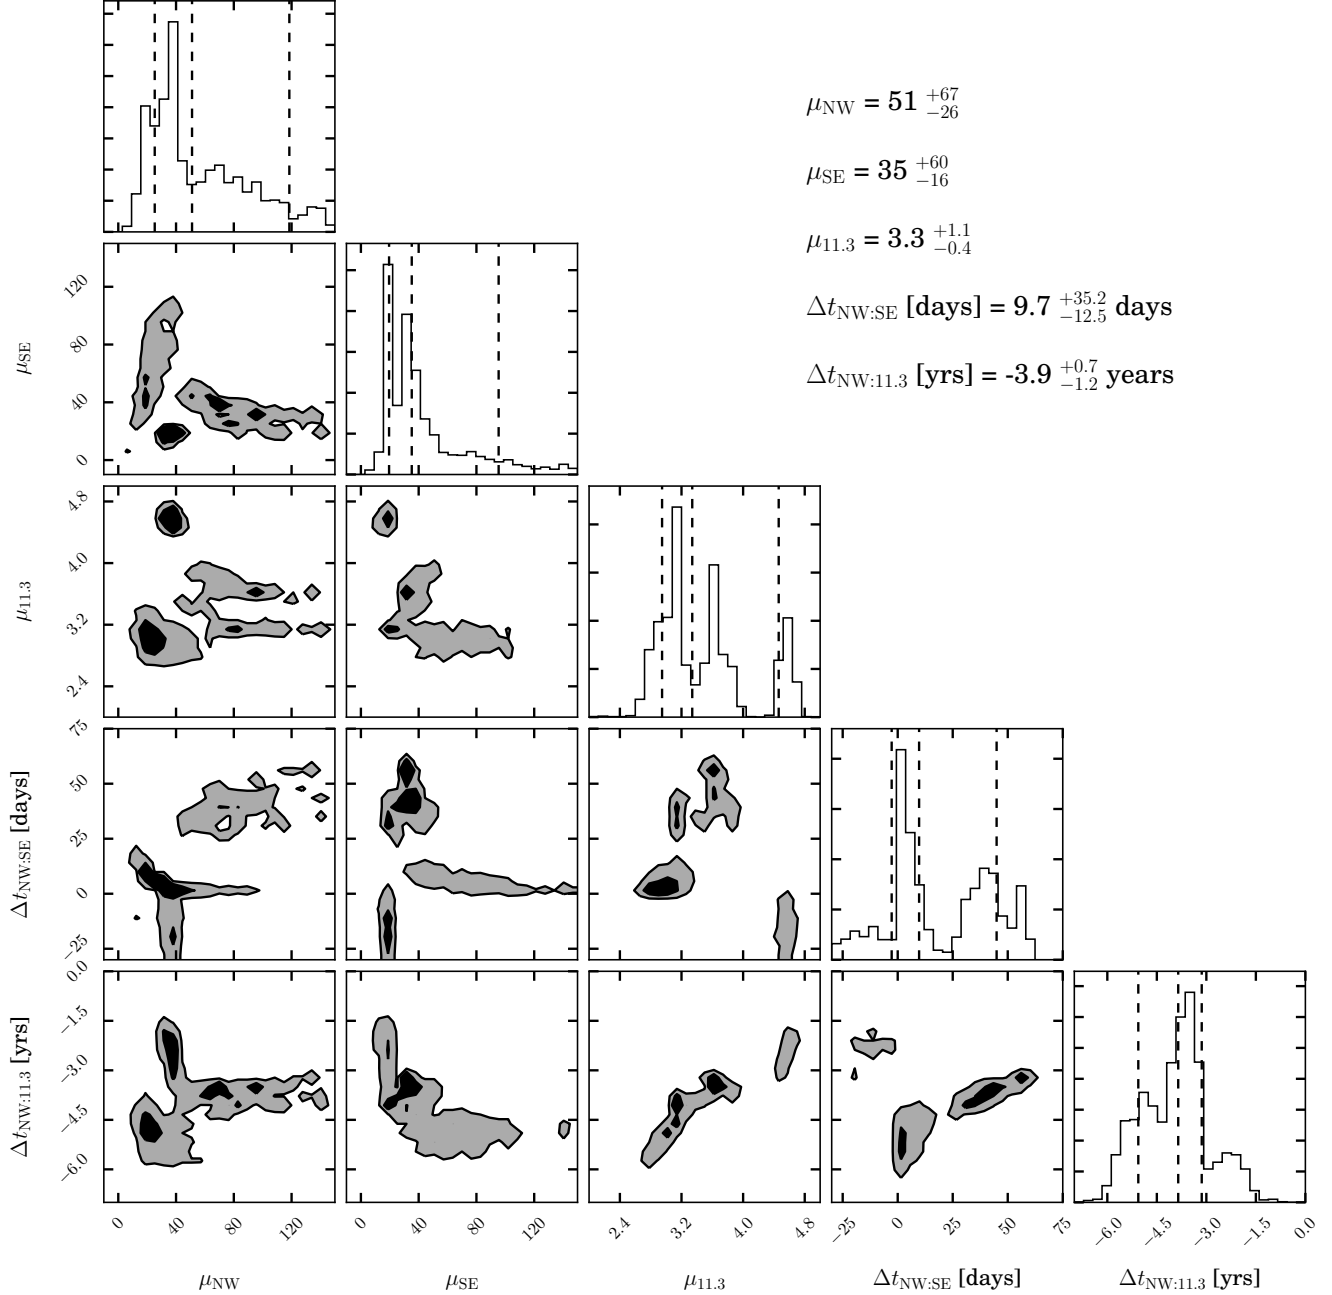 μNW = 51 +67 −26
μSE = 35 +60 −16
μ11.3 = 3.3 +1.1 −0.4
ΔtNW:SE [days] = 9.7 +35.2 −12.5 days
ΔtNW:11.3 [yrs] = -3.9 +0.7 −1.2 years
120
80
40
0
μSE
4.8
4.0
3.2
2.4
μ11.3
75
50
25
0
−25
ΔtNW:SE [days]
0.0
−1.5
−3.0
−4.5
−6.0
ΔtNW:11.3 [yrs]
0 40 80 120
0 40 80 120
2.4 3.2 4.0 4.8
−25 0 25 50 75
−6.0 −4.5 −3.0 −1.5 0.0
μNW μSE μ11.3 ΔtNW:SE [days] ΔtNW:11.3 [yrs]